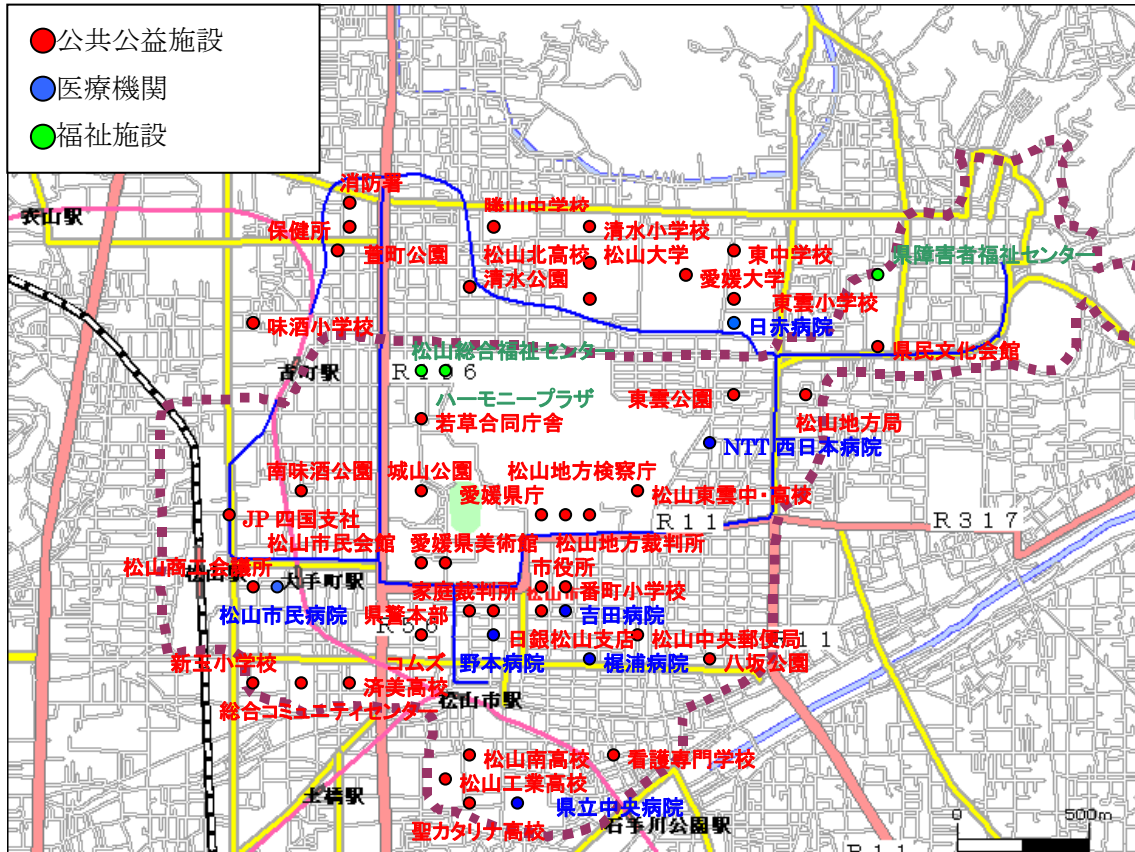 公共公益施設
医療機関
福祉施設
消防署
衣山駅
勝山中学校
保健所
清水小学校
萱町公園
松山北高校
松山大学
東中学校
県障害者福祉センター
清水公園
愛媛大学
東雲小学校
味酒小学校
日赤病院
松山総合福祉センタ
県民文化会館
古町駅
ハーモニープラザ
東雲公園
若草合同庁舎
松山地方局
NTT 西日本病院
南味酒公園
城山公園
松山地方検察庁
愛媛県庁
松山東雲中・高校
JP 四国支社
R11
R317
松山市民会館
愛媛県美術館
松山地方裁判所
松山商工会議所
大手町駅
市役所
家庭裁判所
番町小学校
松山市民病院
県警本部
吉田病院
日銀松山支店
松山中央郵便局
新玉小学校
コムズ
野本病院
梶浦病院
八坂公園
済美高校
松山市駅
総合コミュニティセンター
松山南高校
看護専門学校
松山工業高校
土橋駅
県立中央病院
聖カタリナ高校
石手川公園駅
0
500m